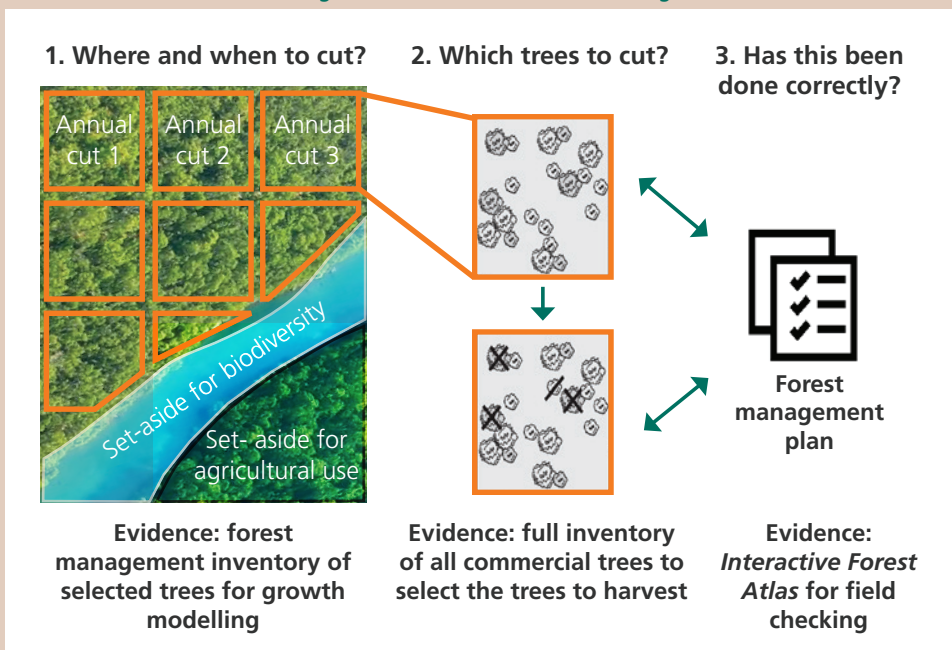 1. Where and when to cut?
Annual
cut 1
Annual
cut 2
Annual
cut 3
Set-aside for biodiversity
Set- aside for
agricultural use
Evidence: forest
management inventory of
selected trees for growth
modelling
2. Which trees to cut?
Evidence: full inventory
of all commercial trees to
select the trees to harvest
3. Has this been
done correctly?
Forest
management
plan
Evidence:
Interactive Forest
Atlas for field
checking